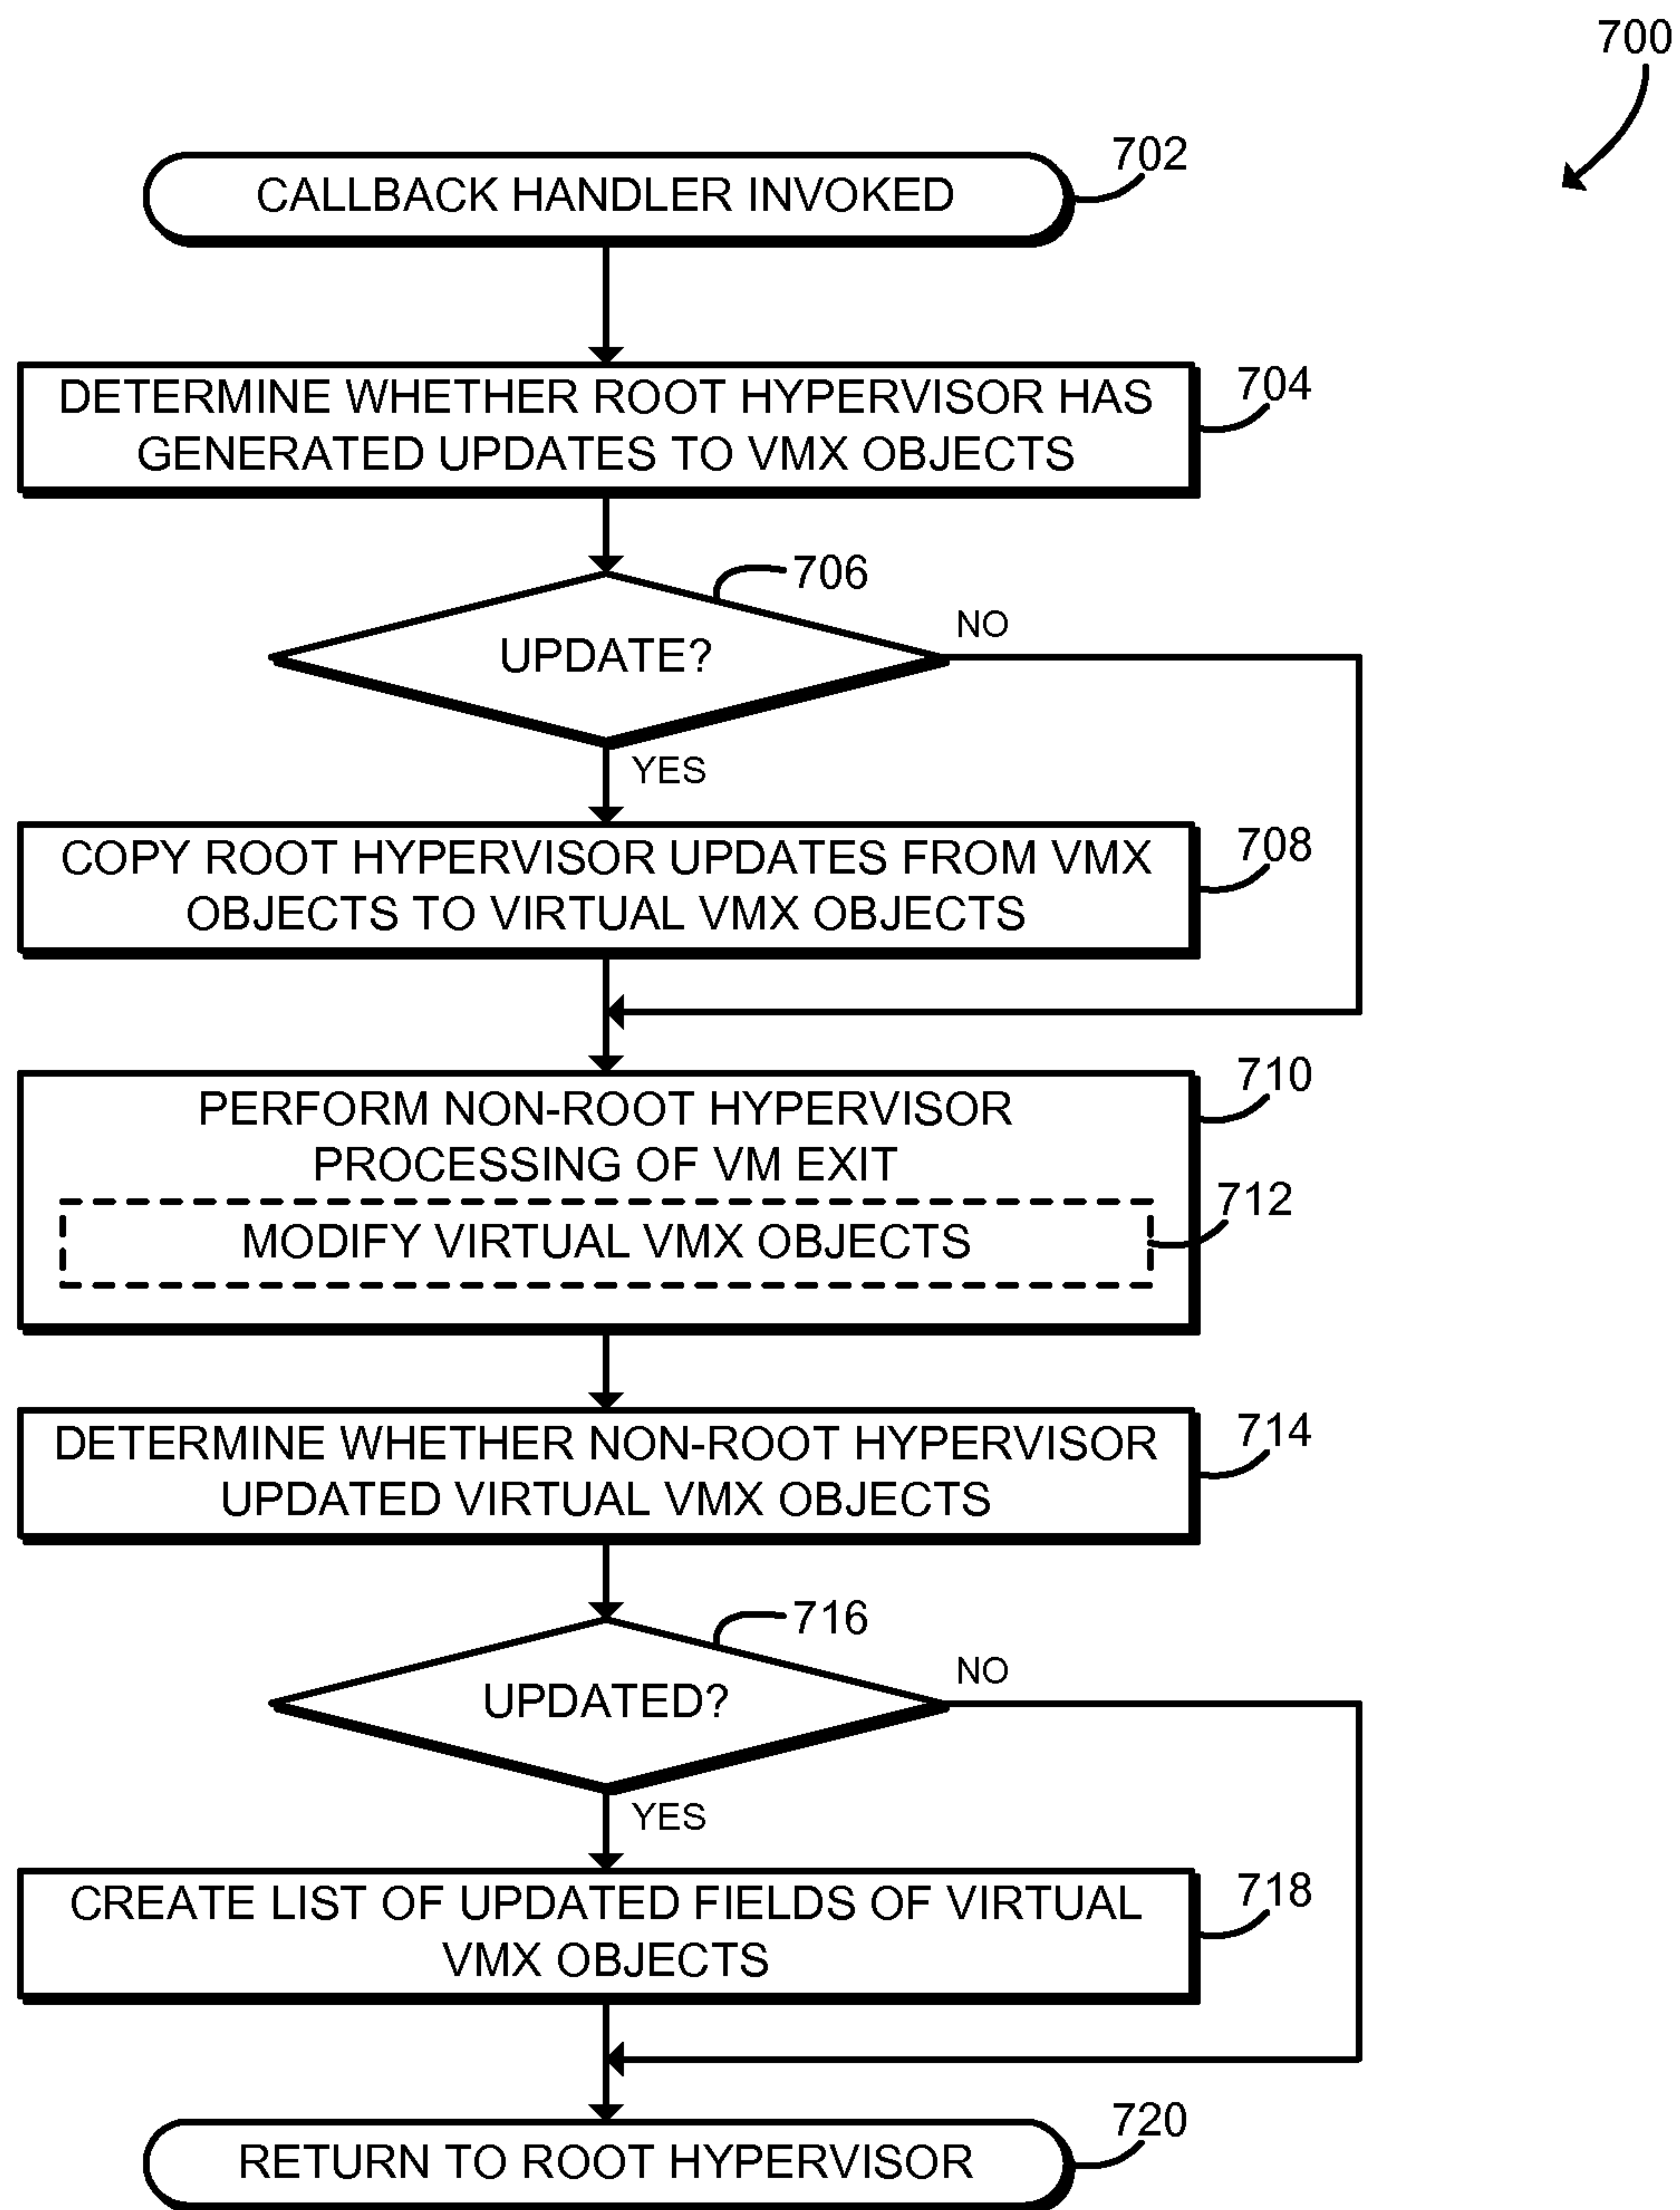 700
CALLBACK HANDLER INVOKED
702
DETERMINE WHETHER ROOT HYPERVISOR HAS
GENERATED UPDATES TO VMX OBJECTS
704
706
UPDATE?
NO
YES
COPY ROOT HYPERVISOR UPDATES FROM VMX
OBJECTS TO VIRTUAL VMX OBJECTS
708
PERFORM NON-ROOT HYPERVISOR
PROCESSING OF VM EXIT
710
MODIFY VIRTUAL VMX OBJECTS
712
DETERMINE WHETHER NON-ROOT HYPERVISOR
UPDATED VIRTUAL VMX OBJECTS
714
716
UPDATED?
NO
YES
CREATE LIST OF UPDATED FIELDS OF VIRTUAL
VMX OBJECTS
718
RETURN TO ROOT HYPERVISOR
720